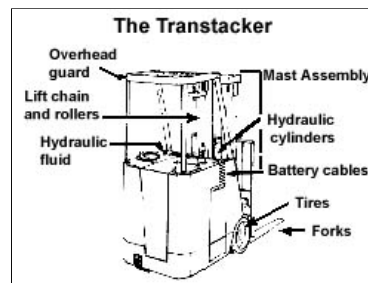 The Transtacker
Overhead
guard
Mast Assembly
Lift chain
and rollers
Hydraulic
cylinders
Hydraulic
fluid
Battery cables
Tires
Forks